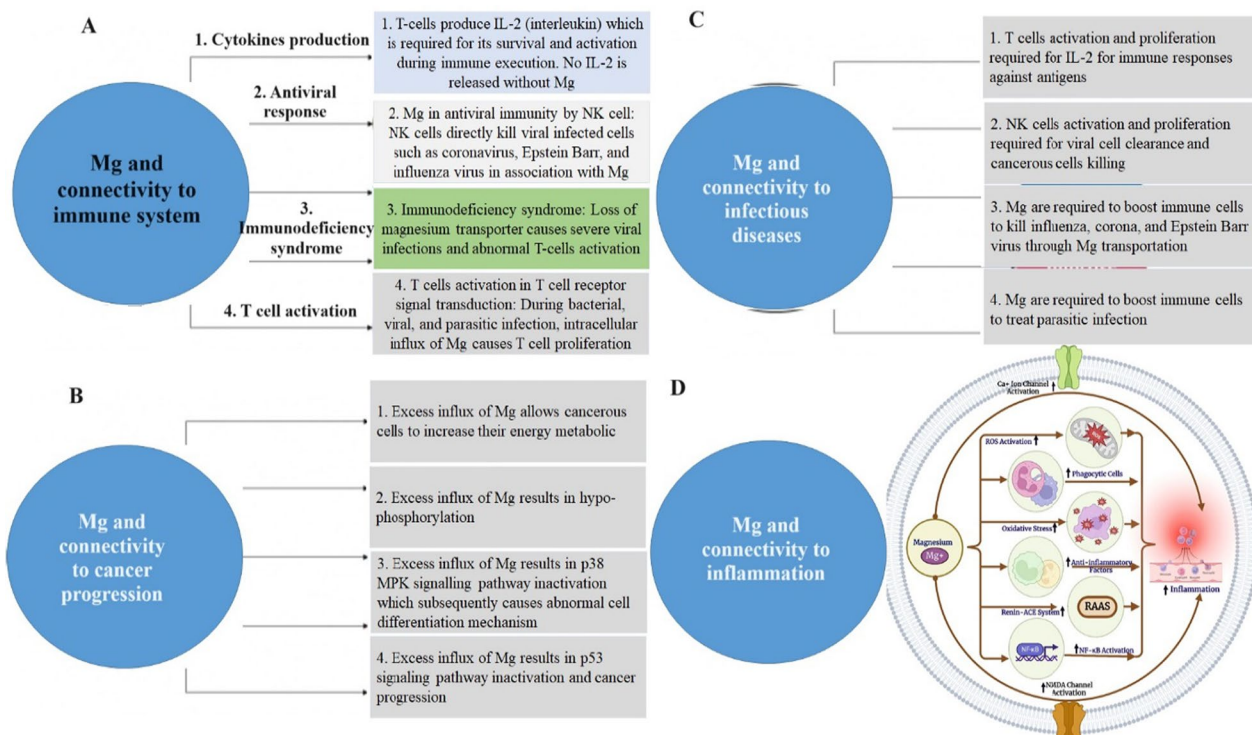 A
Mg and
connectivity to
immune system
1. Cytokines production
2. Antiviral
response
3.
Immunodeficiency
syndrome
4. T cell activation
1. T-cells produce IL-2 (interleukin) which
is required for its survival and activation
during immune execution. No IL-2 is
released without Mg
2. Mg in antiviral immunity by NK cell:
NK cells directly kill viral infected cells
such as coronavirus, Epstein Barr, and
influenza virus in association with Mg
3. Immunodeficiency syndrome: Loss of
magnesium transporter causes severe viral
infections and abnormal T-cells activation
4. T cells activation in T cell receptor
signal transduction: During bacterial,
viral, and parasitic infection, intracellular
influx of Mg causes T cell proliferation
C
Mg and
connectivity to
infectious
diseases
1. T cells activation and proliferation
required for IL-2 for immune responses
against antigens
2. NK cells activation and proliferation
required for viral cell clearance and
cancerous cells killing
3. Mg are required to boost immune cells
to kill influenza, corona, and Epstein Barr
virus through Mg transportation
4. Mg are required to boost immune cells
to treat parasitic infection
B
Mg and
connectivity
to cancer
progression
1. Excess influx of Mg allows cancerous
cells to increase their energy metabolic
2. Excess influx of Mg results in hypo-
phosphorylation
3. Excess influx of Mg results in p38
MPK signalling pathway inactivation
which subsequently causes abnormal cell
differentiation mechanism
4. Excess influx of Mg results in p53
signaling pathway inactivation and cancer
progression
D
Mg and
connectivity to
inflammation
Ca+ Ion Channel
Activation
ROS Activation
Phagocytic Cells
Oxidative Stress
Magnesium
Mg+
Anti-inflammatory
Factors
Renin-ACE System
RAAS
Inflammation
NF-κB
NF-κB Activation
NMDA Channel
Activation